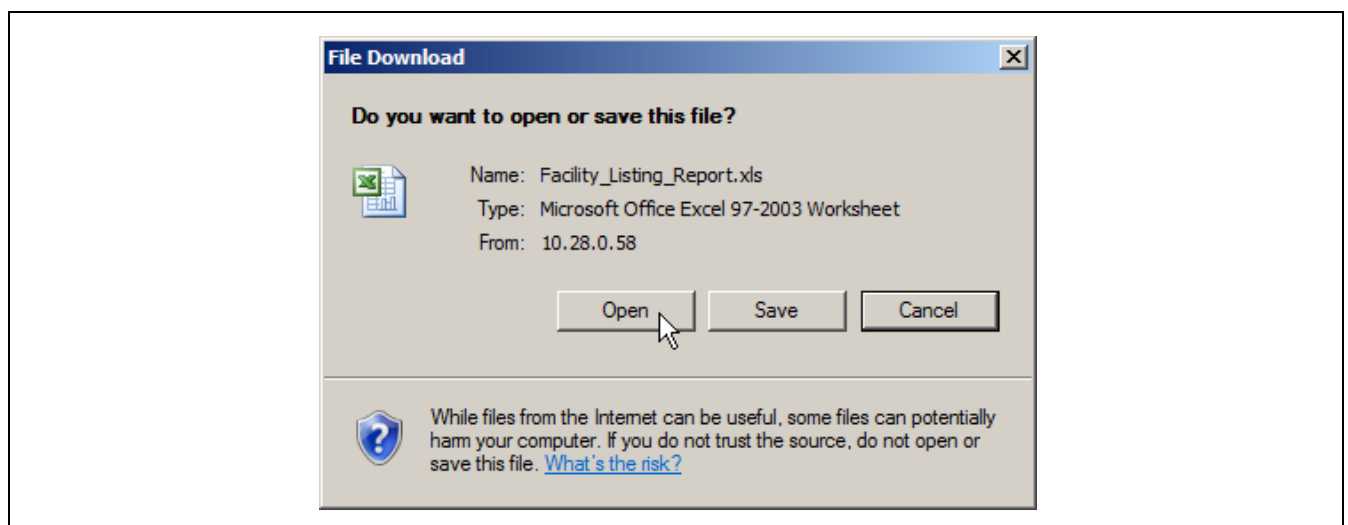 File Download
Do you want to open or save this file?
Name: Facility_Listing_Report.xls
Type: Microsoft Office Excel 97-2003 Worksheet
From: 10.28.0.58
Open Save Cancel
While files from the Internet can be useful, some files can potentially
harm your computer. If you do not trust the source, do not open or
save this file. What's the risk?